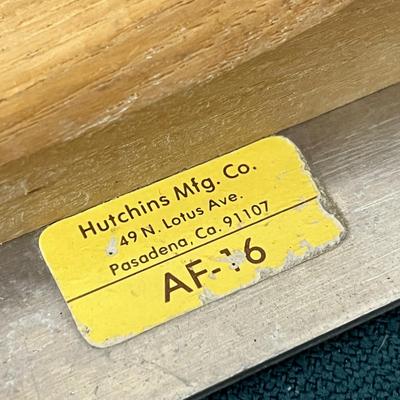 Hutchins Mfg. Co.
49 N. Lotus Ave.
Pasadena, Ca. 91107
AF-16